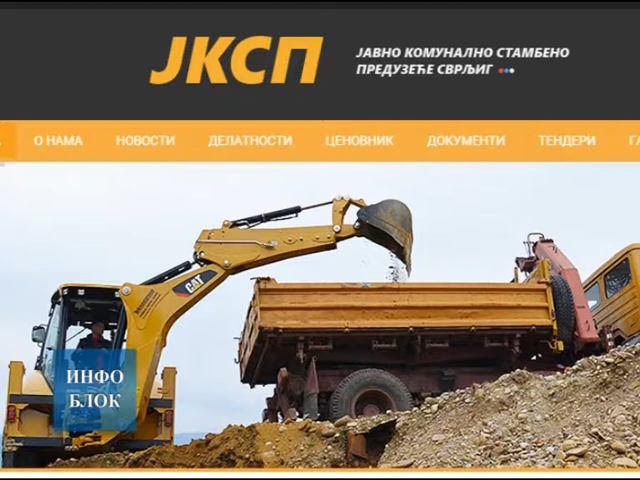 ЈКСП
ЈАВНО КОМУНАЛНО СТАМБЕНО
ПРЕДУЗЕЋЕ СВРЉИГ
О НАМА НОВОСТИ ДЕЛАТНОСТИ ЦЕНОВНИК ДОКУМЕНТИ ТЕНДЕРИ
CAT
ИНФО
БЛОК